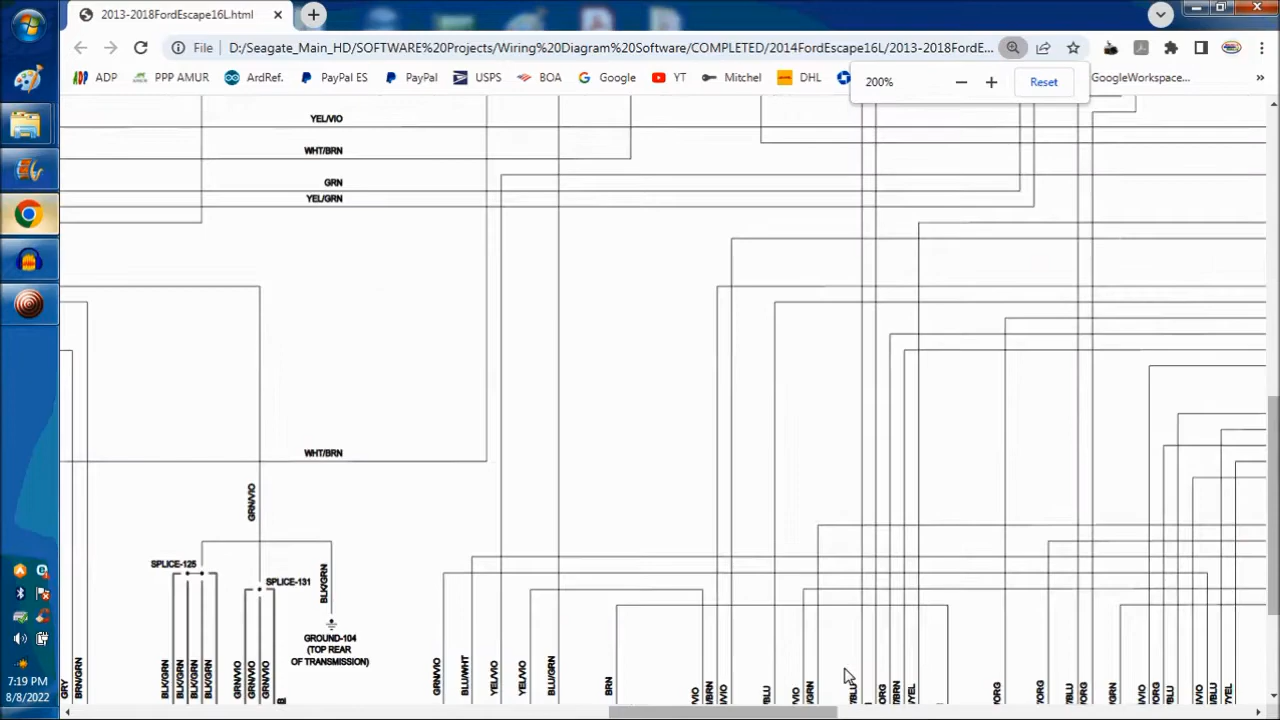 2013-2018FordEscape16L.html
File D:/Seagate_Main_HD/SOFTWARE%20Projects/Wiring%20Diagram%20Software/COMPLETED/2014FordEscape16L/2013-2018FordE...
ADP PPP AMUR ArdRef. PayPal ES PayPal USPS BOA Google YT Mitchel DHL GoogleWorkspace... »
200% Reset
YEL/VIO
WHT/BRN
GRN
YEL/GRN
WHT/BRN
GRN/VIO
SPLICE-125
SPLICE-131
BLK/GRN
GROUND-104
(TOP REAR
OF TRANSMISSION)
GRY
BRN/GRN
BLK/GRN
BLK/GRN
BLK/GRN
BLK/GRN
GRN/VIO
GRN/VIO
GRN/VIO
GRN/VIO
BLU/WHT
YEL/VIO
YEL/VIO
BLU/GRN
BRN
7:19 PM
8/8/2022